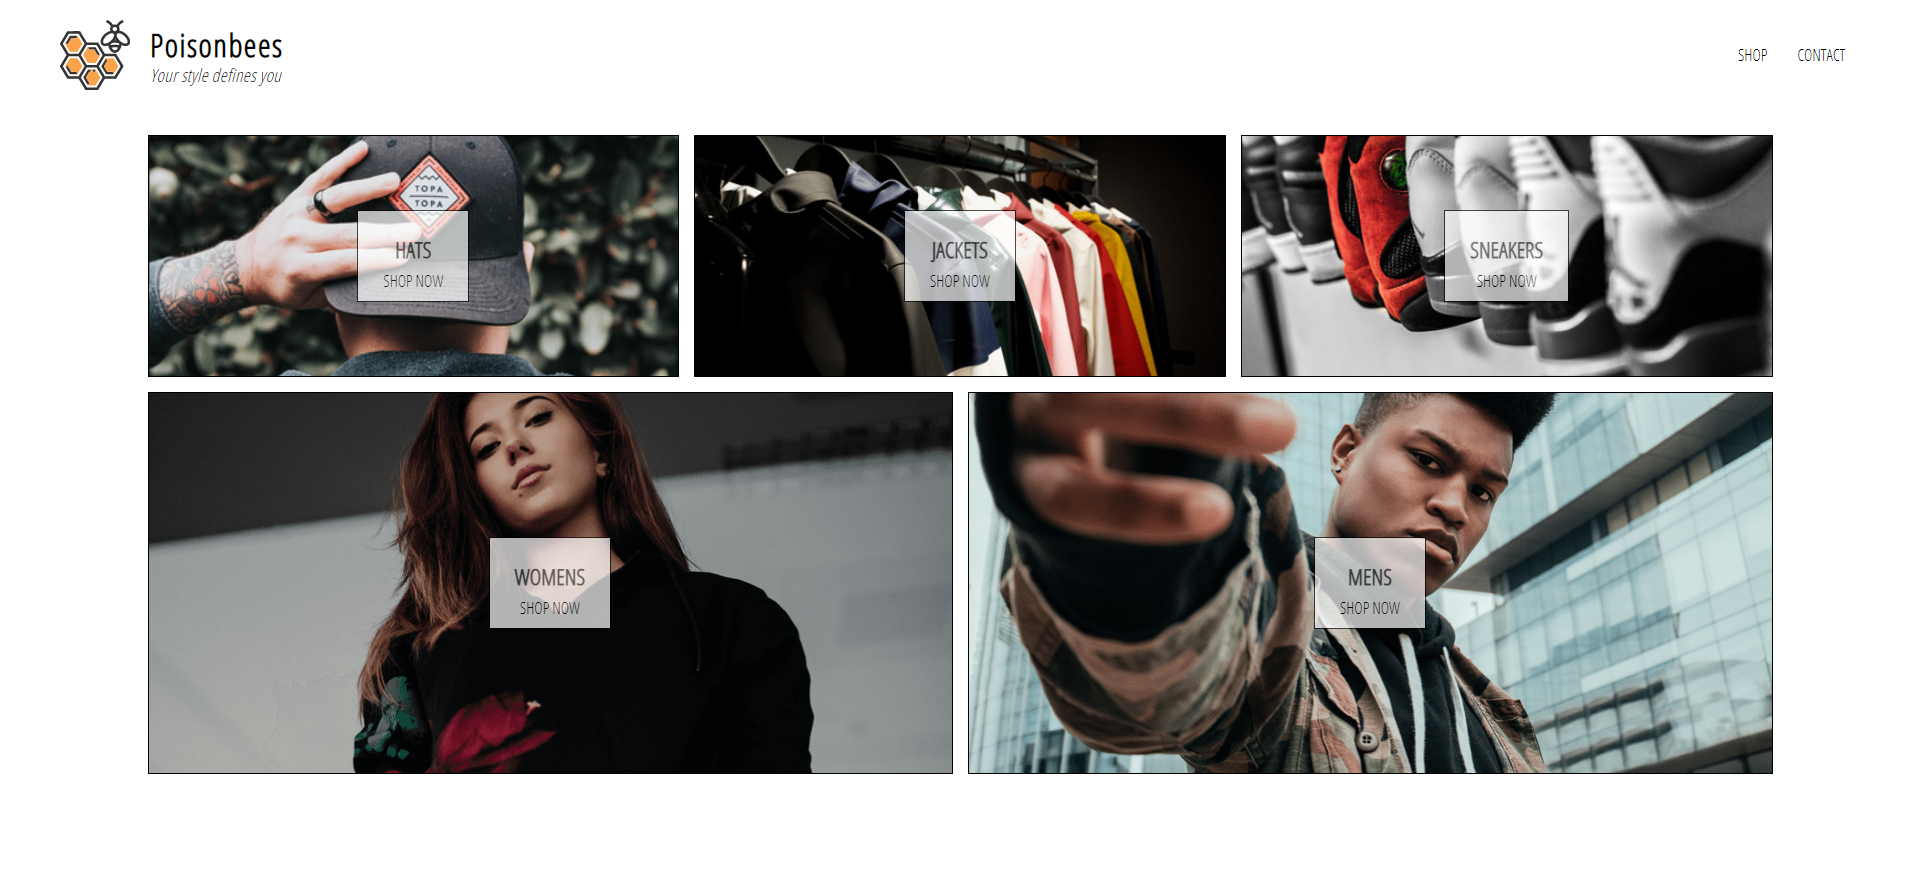 Poisonbees
Your style defines you
SHOP CONTACT
TOPA
TOPA
HATS
SHOP NOW
JACKETS
SHOP NOW
SNEAKERS
SHOP NOW
WOMENS
SHOP NOW
MENS
SHOP NOW